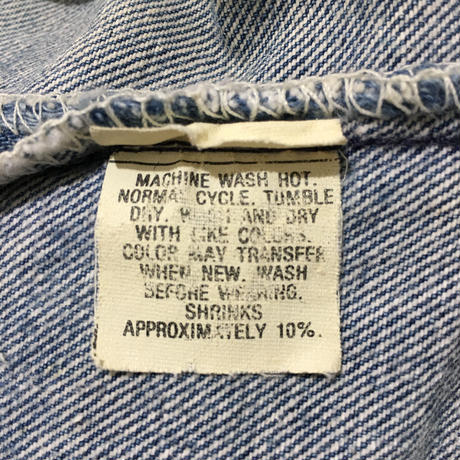 MACHINE WASH HOT.
NORMAL CYCLE, TUMBLE
DRY, WASH AND DRY
WITH LIKE COLORS.
COLOR MAY TRANSFER
WHEN NEW. WASH
BEFORE WEARING.
SHRINKS
APPROXIMATELY 10%.